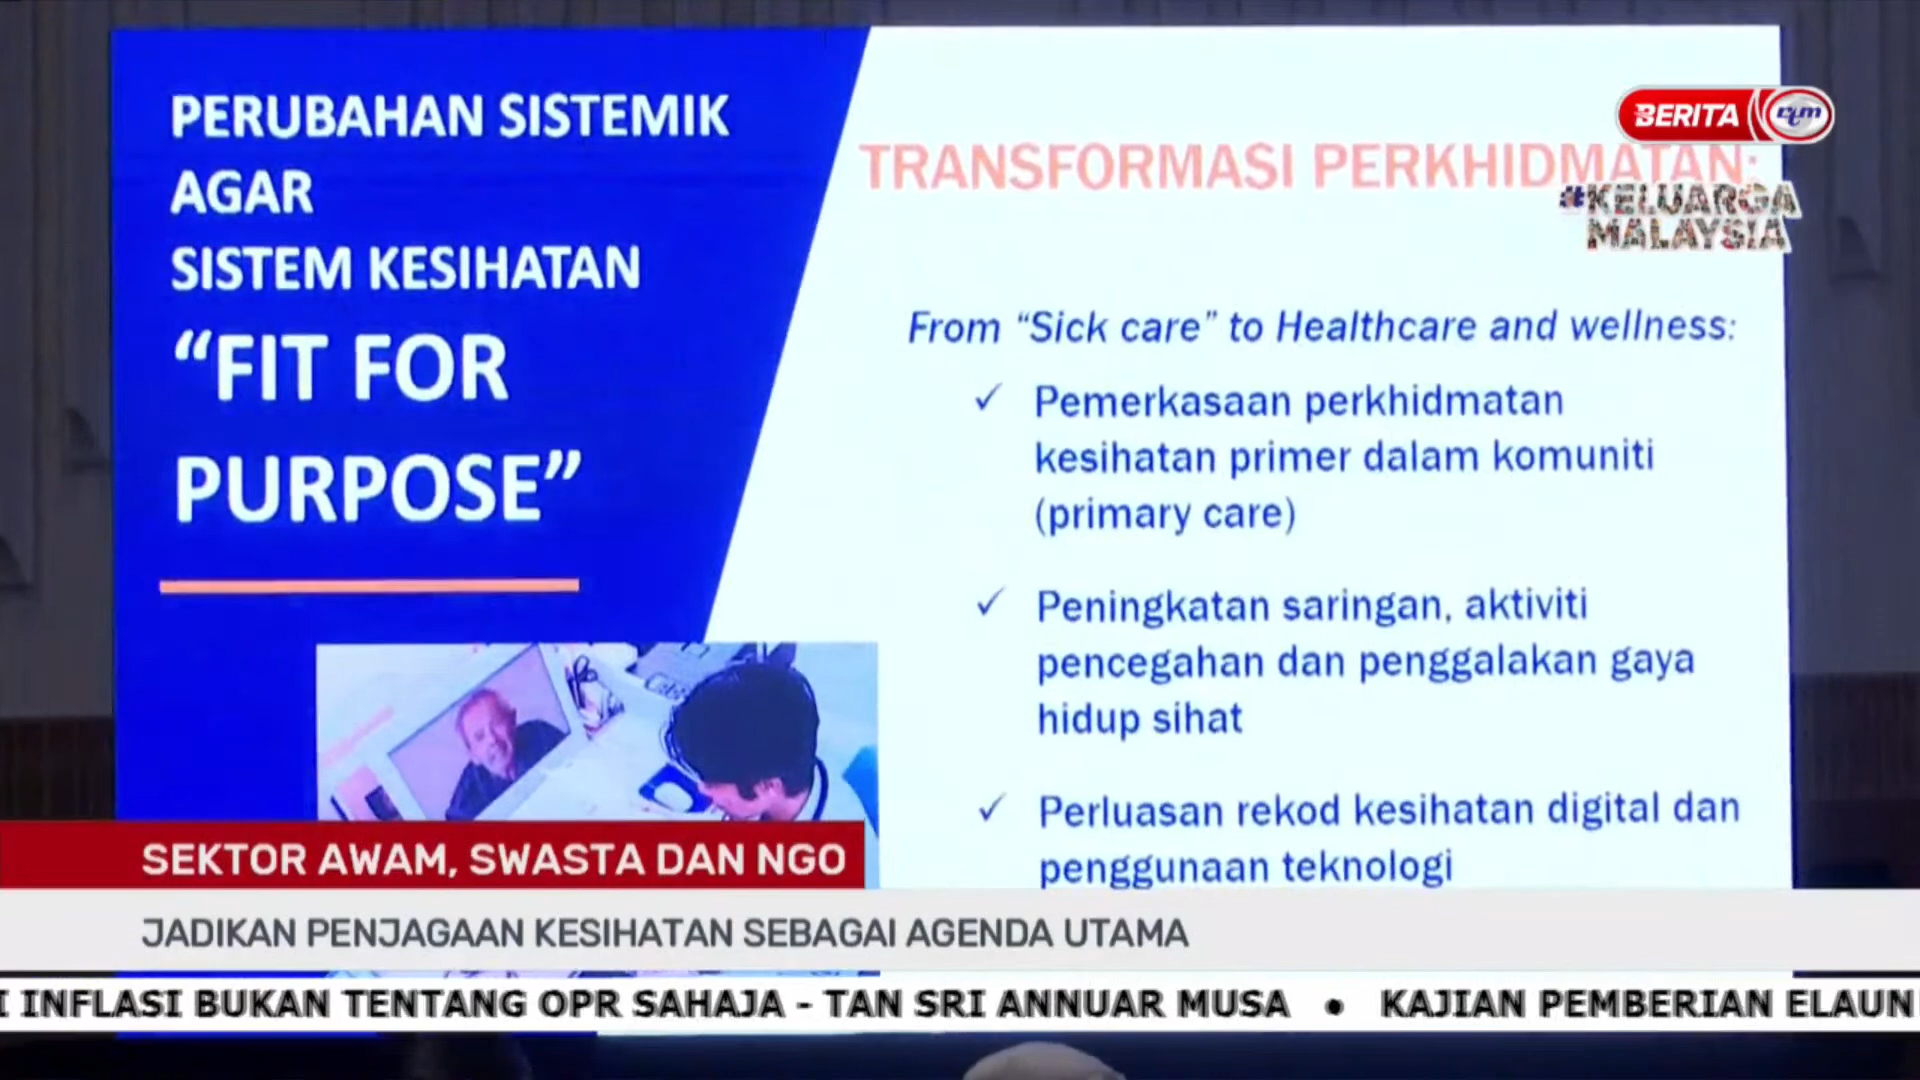 PERUBAHAN SISTEMIK
AGAR
SISTEM KESIHATAN
“FIT FOR
PURPOSE”
BERITA rtm
TRANSFORMASI PERKHIDMATAN:
#KELUARGA
MALAYSIA
From “Sick care” to Healthcare and wellness:
✓ Pemerkasaan perkhidmatan
kesihatan primer dalam komuniti
(primary care)
✓ Peningkatan saringan, aktiviti
pencegahan dan penggalakan gaya
hidup sihat
✓ Perluasan rekod kesihatan digital dan
penggunaan teknologi
SEKTOR AWAM, SWASTA DAN NGO
JADIKAN PENJAGAAN KESIHATAN SEBAGAI AGENDA UTAMA
I INFLASI BUKAN TENTANG OPR SAHAJA - TAN SRI ANNUAR MUSA • KAJIAN PEMBERIAN ELAUN